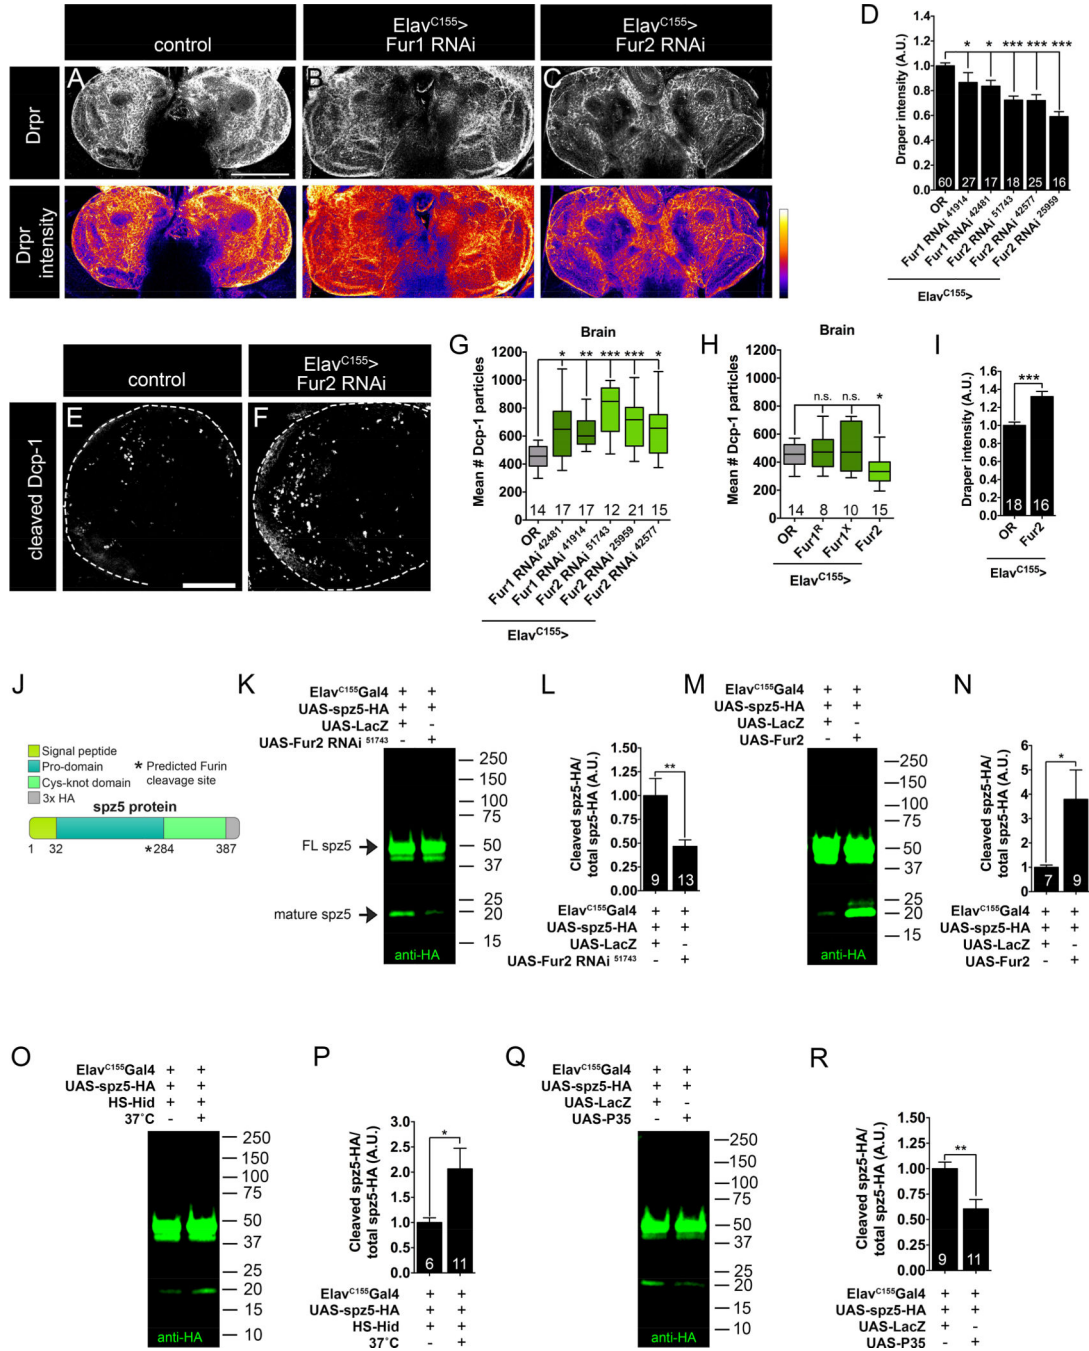 control
Elav^C155>
Fur1 RNAi
Elav^C155>
Fur2 RNAi
Drpr
A
B
C
Drpr
intensity
D
Draper intensity (A.U.)
1.4
1.2
1.0
0.8
0.6
0.4
0.2
0.0
* * *** *** ***
60 27 17 18 25 16
OR
Fur1 RNAi 41914
Fur1 RNAi 42481
Fur2 RNAi 51743
Fur2 RNAi 42577
Fur2 RNAi 25959
Elav^C155>
control
Elav^C155>
Fur2 RNAi
cleaved Dcp-1
E
F
G
Brain
Mean # Dcp-1 particles
1200
1000
800
600
400
200
0
* ** *** *** *
14 17 17 12 21 15
OR
Fur1 RNAi 42481
Fur1 RNAi 41914
Fur2 RNAi 51743
Fur2 RNAi 25959
Fur2 RNAi 42577
Elav^C155>
H
Brain
Mean # Dcp-1 particles
1200
1000
800
600
400
200
0
n.s. n.s. *
14 8 10 15
OR
Fur1^R
Fur1^X
Fur2
Elav^C155>
I
Draper intensity (A.U.)
1.6
1.4
1.2
1.0
0.8
0.6
0.4
0.2
0.0
***
18 16
OR
Fur2
Elav^C155>
J
Signal peptide
Pro-domain
Cys-knot domain
3x HA
* Predicted Furin
cleavage site
spz5 protein
1 32 *284 387
K
Elav^C155Gal4 + +
UAS-spz5-HA + +
UAS-LacZ + -
UAS-Fur2 RNAi 51743 - +
250
150
100
75
FL spz5
50
37
25
mature spz5
20
15
anti-HA
L
Cleaved spz5-HA/
total spz5-HA (A.U.)
1.50
1.25
1.00
0.75
0.50
0.25
0.00
**
9 13
Elav^C155Gal4 + +
UAS-spz5-HA + +
UAS-LacZ + -
UAS-Fur2 RNAi 51743 - +
M
Elav^C155Gal4 + +
UAS-spz5-HA + +
UAS-LacZ + -
UAS-Fur2 - +
250
150
100
75
50
37
25
20
15
anti-HA
N
Cleaved spz5-HA/
total spz5-HA (A.U.)
6
5
4
3
2
1
0
*
7 9
Elav^C155Gal4 + +
UAS-spz5-HA + +
UAS-LacZ + -
UAS-Fur2 - +
O
Elav^C155Gal4 + +
UAS-spz5-HA + +
HS-Hid + +
37°C - +
250
150
100
75
50
37
25
20
15
10
anti-HA
P
Cleaved spz5-HA/
total spz5-HA (A.U.)
3.0
2.5
2.0
1.5
1.0
0.5
0.0
*
6 11
Elav^C155Gal4 + +
UAS-spz5-HA + +
HS-Hid + +
37°C - +
Q
Elav^C155Gal4 + +
UAS-spz5-HA + +
UAS-LacZ + -
UAS-P35 - +
250
150
100
75
50
37
25
20
15
10
anti-HA
R
Cleaved spz5-HA/
total spz5-HA (A.U.)
1.50
1.25
1.00
0.75
0.50
0.25
0.00
**
9 11
Elav^C155Gal4 + +
UAS-spz5-HA + +
UAS-LacZ + -
UAS-P35 - +